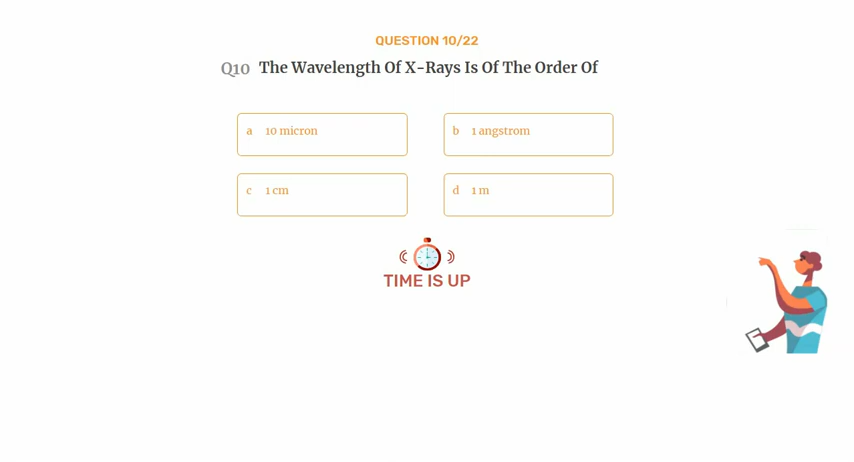 QUESTION 10/22
Q10 The Wavelength Of X-Rays Is Of The Order Of
a 10 micron
b 1 angstrom
c 1 cm
d 1 m
TIME IS UP